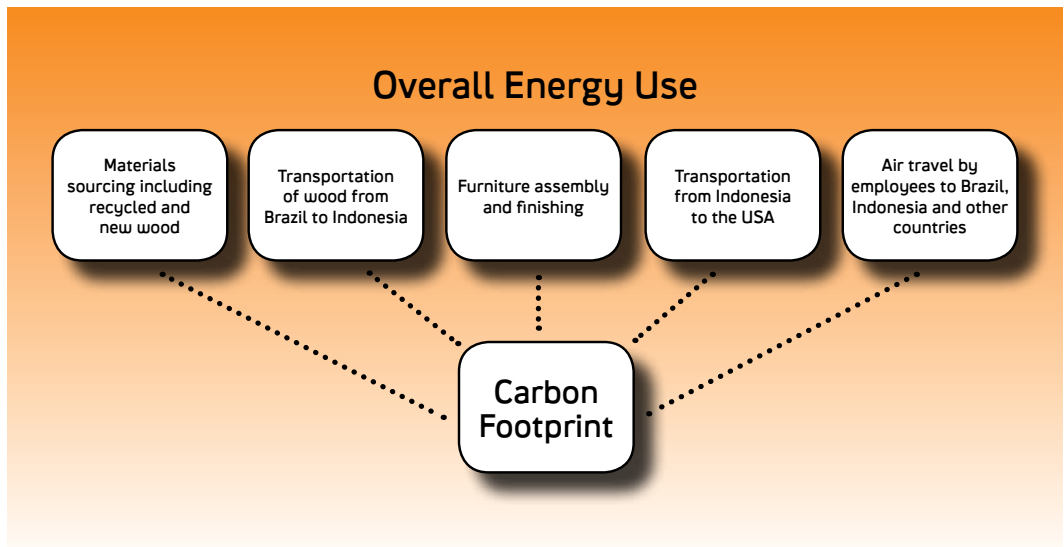 Overall Energy Use
Materials
sourcing including
recycled and
new wood
Transportation
of wood from
Brazil to Indonesia
Furniture assembly
and finishing
Transportation
from Indonesia
to the USA
Air travel by
employees to Brazil,
Indonesia and other
countries
Carbon
Footprint